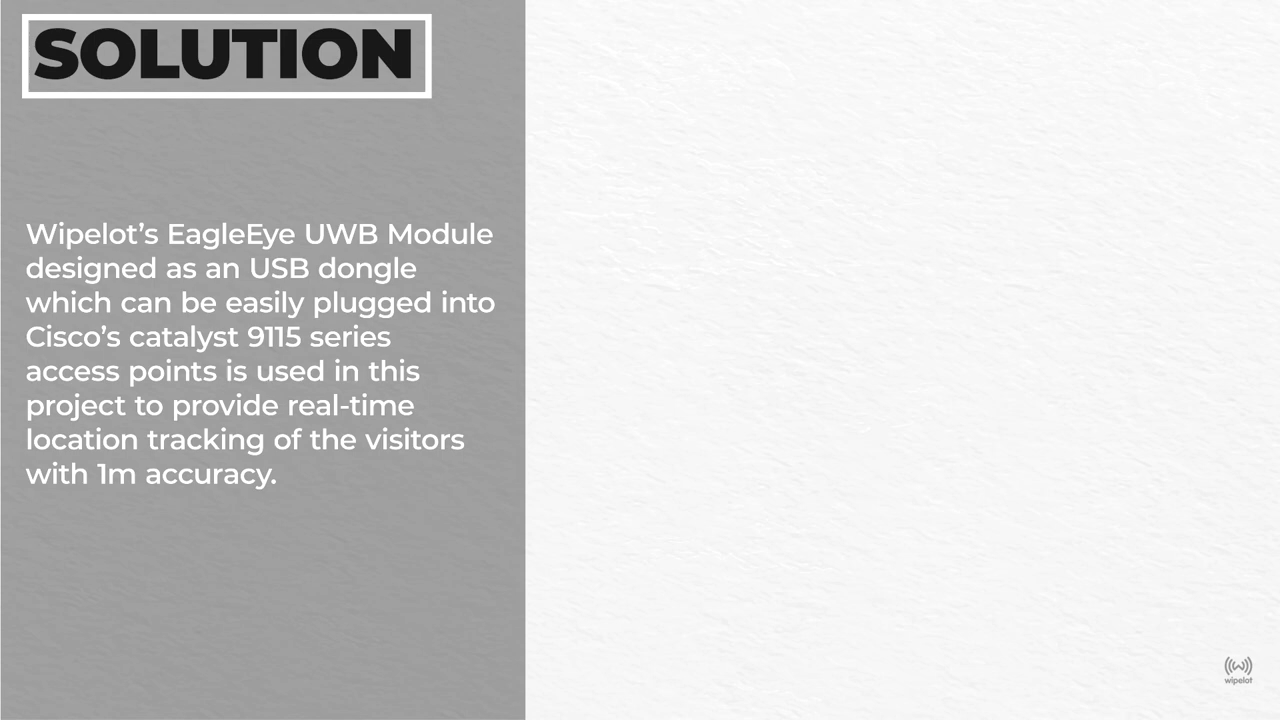 SOLUTION
Wipelot’s EagleEye UWB Module
designed as an USB dongle
which can be easily plugged into
Cisco’s catalyst 9115 series
access points is used in this
project to provide real-time
location tracking of the visitors
with 1m accuracy.
wipelot